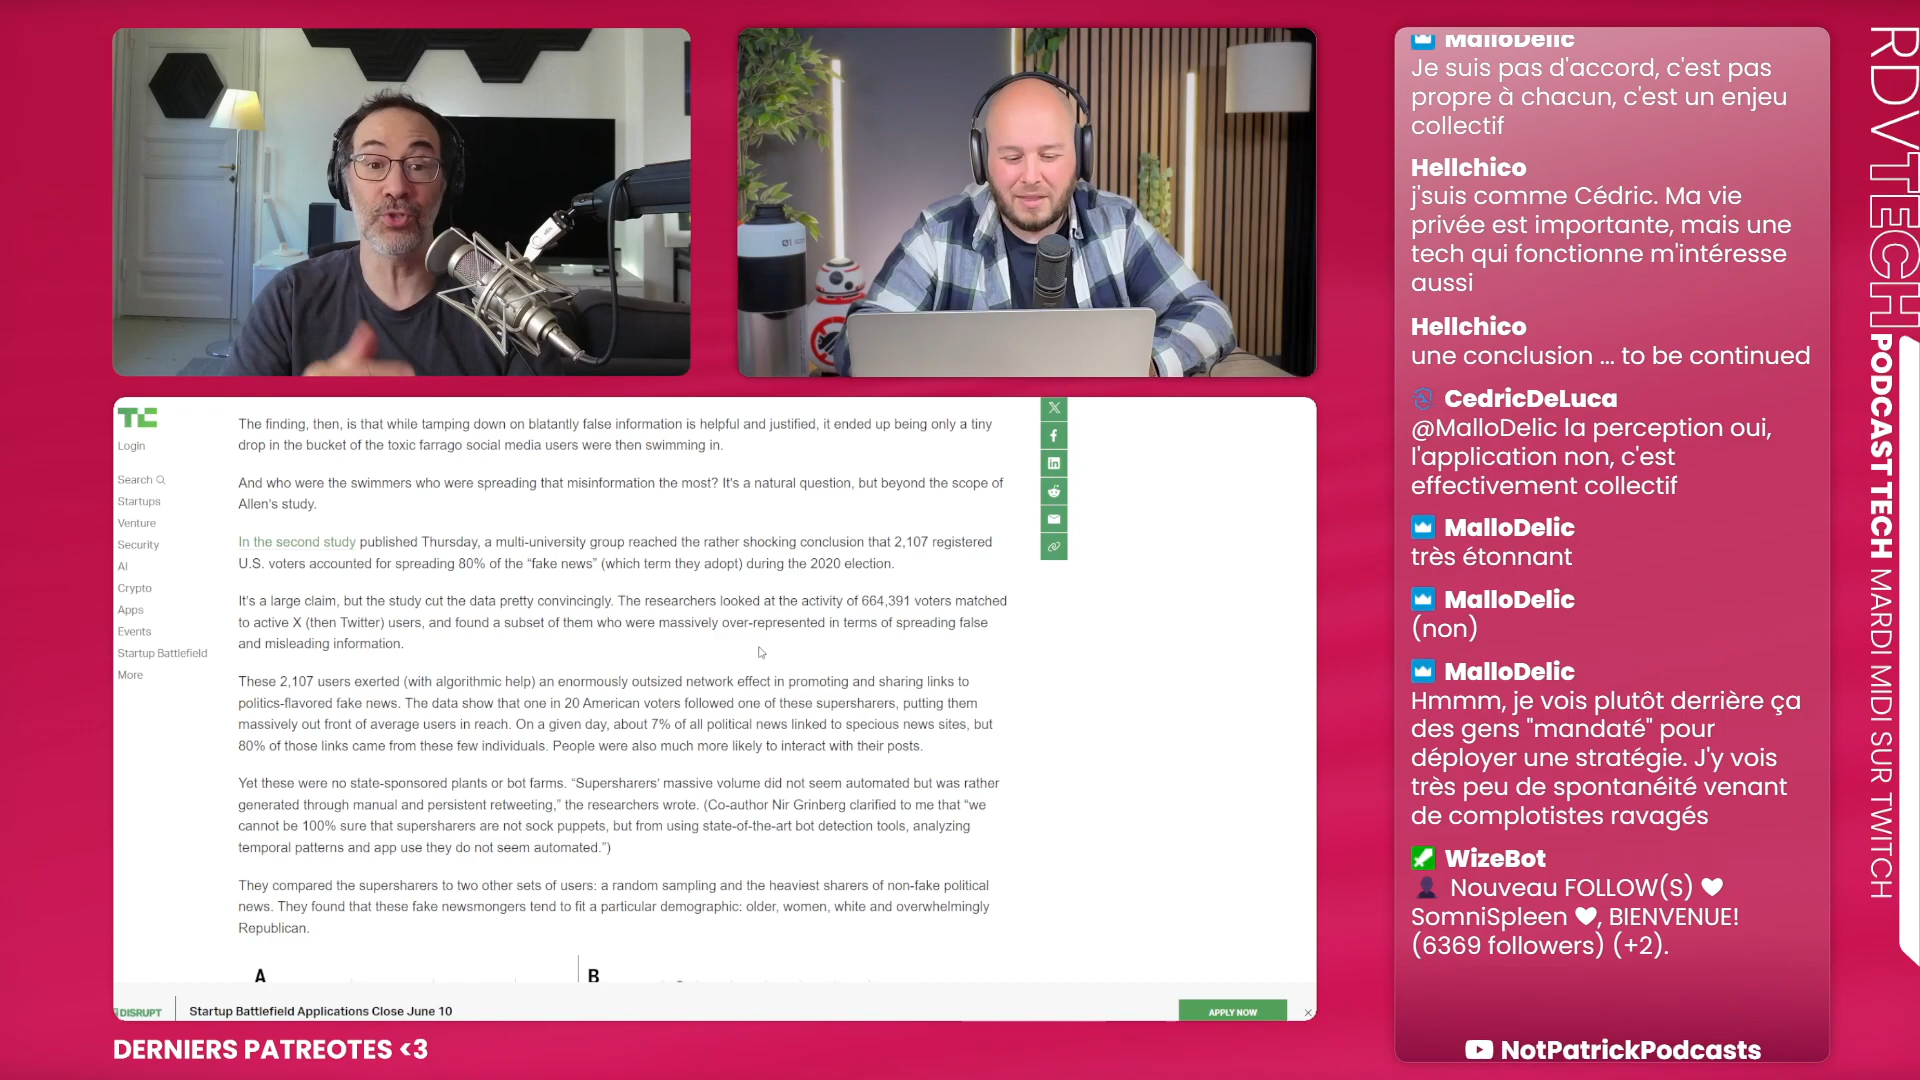 TC
Login
Search
Startups
Venture
Security
AI
Crypto
Apps
Events
Startup Battlefield
More
The finding, then, is that while tamping down on blatantly false information is helpful and justified, it ended up being only a tiny
drop in the bucket of the toxic farrago social media users were then swimming in.
And who were the swimmers who were spreading that misinformation the most? It's a natural question, but beyond the scope of
Allen's study.
In the second study published Thursday, a multi-university group reached the rather shocking conclusion that 2,107 registered
U.S. voters accounted for spreading 80% of the “fake news” (which term they adopt) during the 2020 election.
It's a large claim, but the study cut the data pretty convincingly. The researchers looked at the activity of 664,391 voters matched
to active X (then Twitter) users, and found a subset of them who were massively over-represented in terms of spreading false
and misleading information.
These 2,107 users exerted (with algorithmic help) an enormously outsized network effect in promoting and sharing links to
politics-flavored fake news. The data show that one in 20 American voters followed one of these supersharers, putting them
massively out front of average users in reach. On a given day, about 7% of all political news linked to specious news sites, but
80% of those links came from these few individuals. People were also much more likely to interact with their posts.
Yet these were no state-sponsored plants or bot farms. “Supersharers' massive volume did not seem automated but was rather
generated through manual and persistent retweeting,” the researchers wrote. (Co-author Nir Grinberg clarified to me that “we
cannot be 100% sure that supersharers are not sock puppets, but from using state-of-the-art bot detection tools, analyzing
temporal patterns and app use they do not seem automated.”)
They compared the supersharers to two other sets of users: a random sampling and the heaviest sharers of non-fake political
news. They found that these fake newsmongers tend to fit a particular demographic: older, women, white and overwhelmingly
Republican.
A
B
DISRUPT
Startup Battlefield Applications Close June 10
APPLY NOW
DERNIERS PATREOTES <3
MalloDelic
Je suis pas d'accord, c'est pas
propre à chacun, c'est un enjeu
collectif
Hellchico
j'suis comme Cédric. Ma vie
privée est importante, mais une
tech qui fonctionne m'intéresse
aussi
Hellchico
une conclusion ... to be continued
CedricDeLuca
@MalloDelic la perception oui,
l'application non, c'est
effectivement collectif
MalloDelic
très étonnant
MalloDelic
(non)
MalloDelic
Hmmm, je vois plutôt derrière ça
des gens "mandaté" pour
déployer une stratégie. J'y vois
très peu de spontanéité venant
de complotistes ravagés
WizeBot
Nouveau FOLLOW(S)
SomniSpleen , BIENVENUE!
(6369 followers) (+2).
NotPatrickPodcasts
RDVTECH PODCAST TECH MARDI MIDI SUR TWITCH